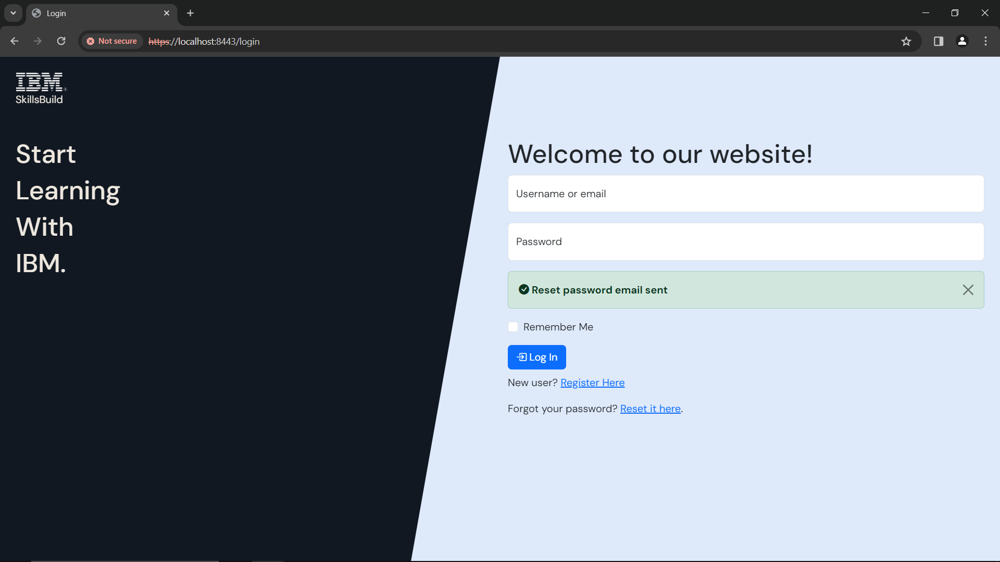 Login
Not secure
https://localhost:8443/login
IBM®
SkillsBuild
Start
Learning
With
IBM.
Welcome to our website!
Username or email
Password
Reset password email sent
Remember Me
Log In
New user? Register Here
Forgot your password? Reset it here.